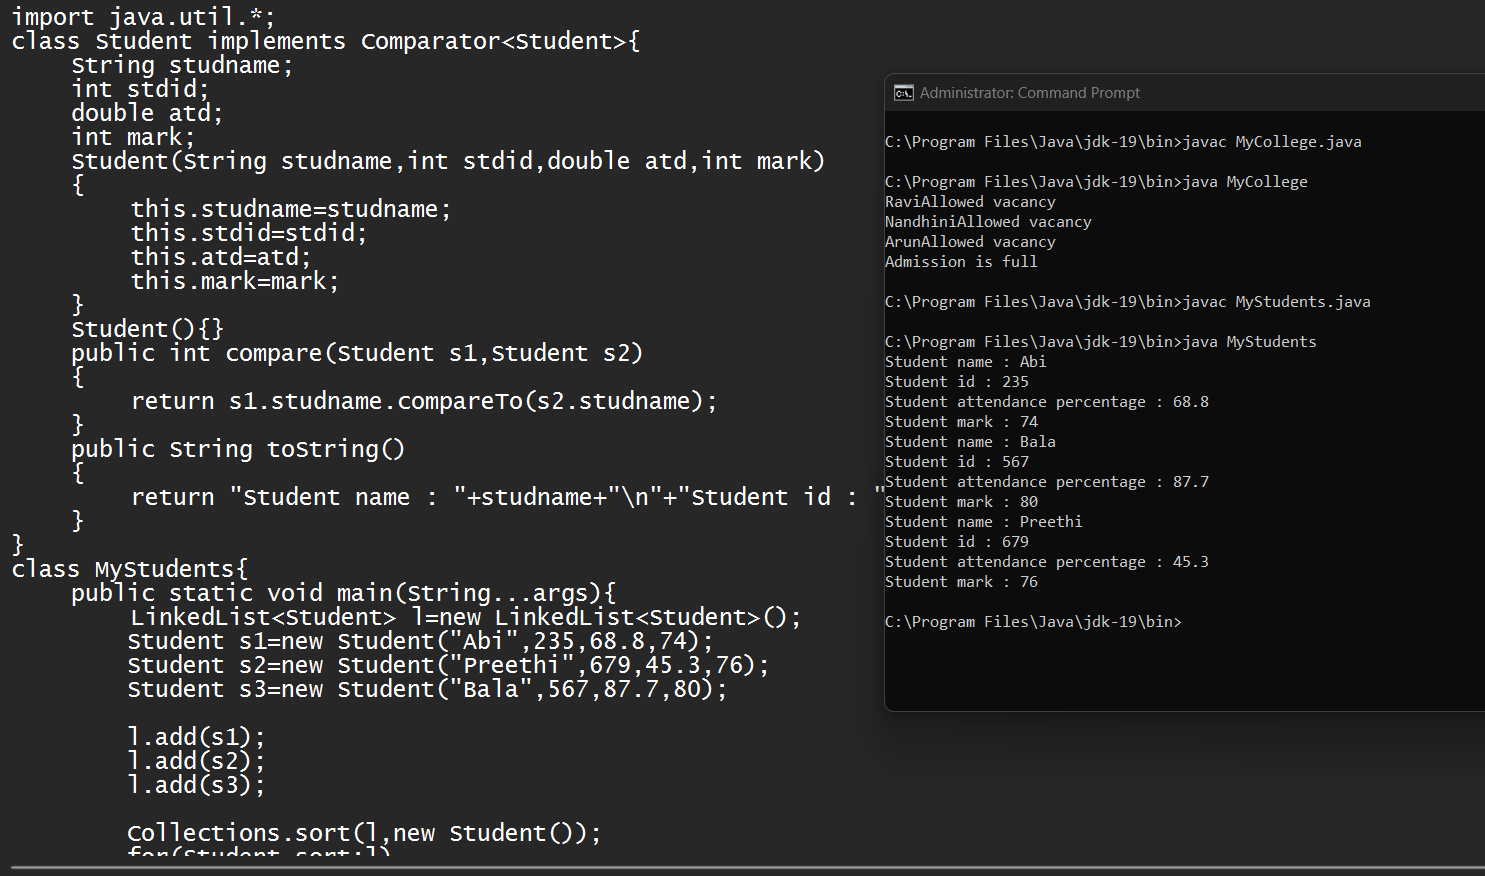 import java.util.*;
class Student implements Comparator<Student>{
String studname;
int stdid;
double atd;
int mark;
Student(String studname,int stdid,double atd,int mark)
{
this.studname=studname;
this.stdid=stdid;
this.atd=atd;
this.mark=mark;
}
Student(){}
public int compare(Student s1,Student s2)
{
return s1.studname.compareTo(s2.studname);
}
public String toString()
{
return "Student name : "+studname+"\n"+"Student id : "
}
}
class MyStudents{
public static void main(String...args){
LinkedList<Student> l=new LinkedList<Student>();
Student s1=new Student("Abi",235,68.8,74);
Student s2=new Student("Preethi",679,45.3,76);
Student s3=new Student("Bala",567,87.7,80);
l.add(s1);
l.add(s2);
l.add(s3);
Collections.sort(l,new Student());
for(Student sort:l)
Administrator: Command Prompt
C:\Program Files\Java\jdk-19\bin>javac MyCollege.java
C:\Program Files\Java\jdk-19\bin>java MyCollege
RaviAllowed vacancy
NandhiniAllowed vacancy
ArunAllowed vacancy
Admission is full
C:\Program Files\Java\jdk-19\bin>javac MyStudents.java
C:\Program Files\Java\jdk-19\bin>java MyStudents
Student name : Abi
Student id : 235
Student attendance percentage : 68.8
Student mark : 74
Student name : Bala
Student id : 567
Student attendance percentage : 87.7
Student mark : 80
Student name : Preethi
Student id : 679
Student attendance percentage : 45.3
Student mark : 76
C:\Program Files\Java\jdk-19\bin>